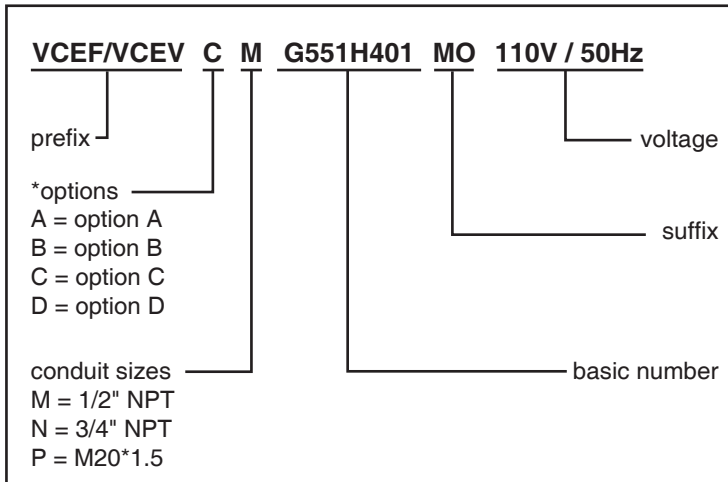 VCEF/VCEV C M G551H401 MO 110V / 50Hz
prefix
voltage
*options
A = option A
suffix
B = option B
C = option C
D = option D
conduit sizes
basic number
M = 1/2" NPT
N = 3/4" NPT
P = M20*1.5